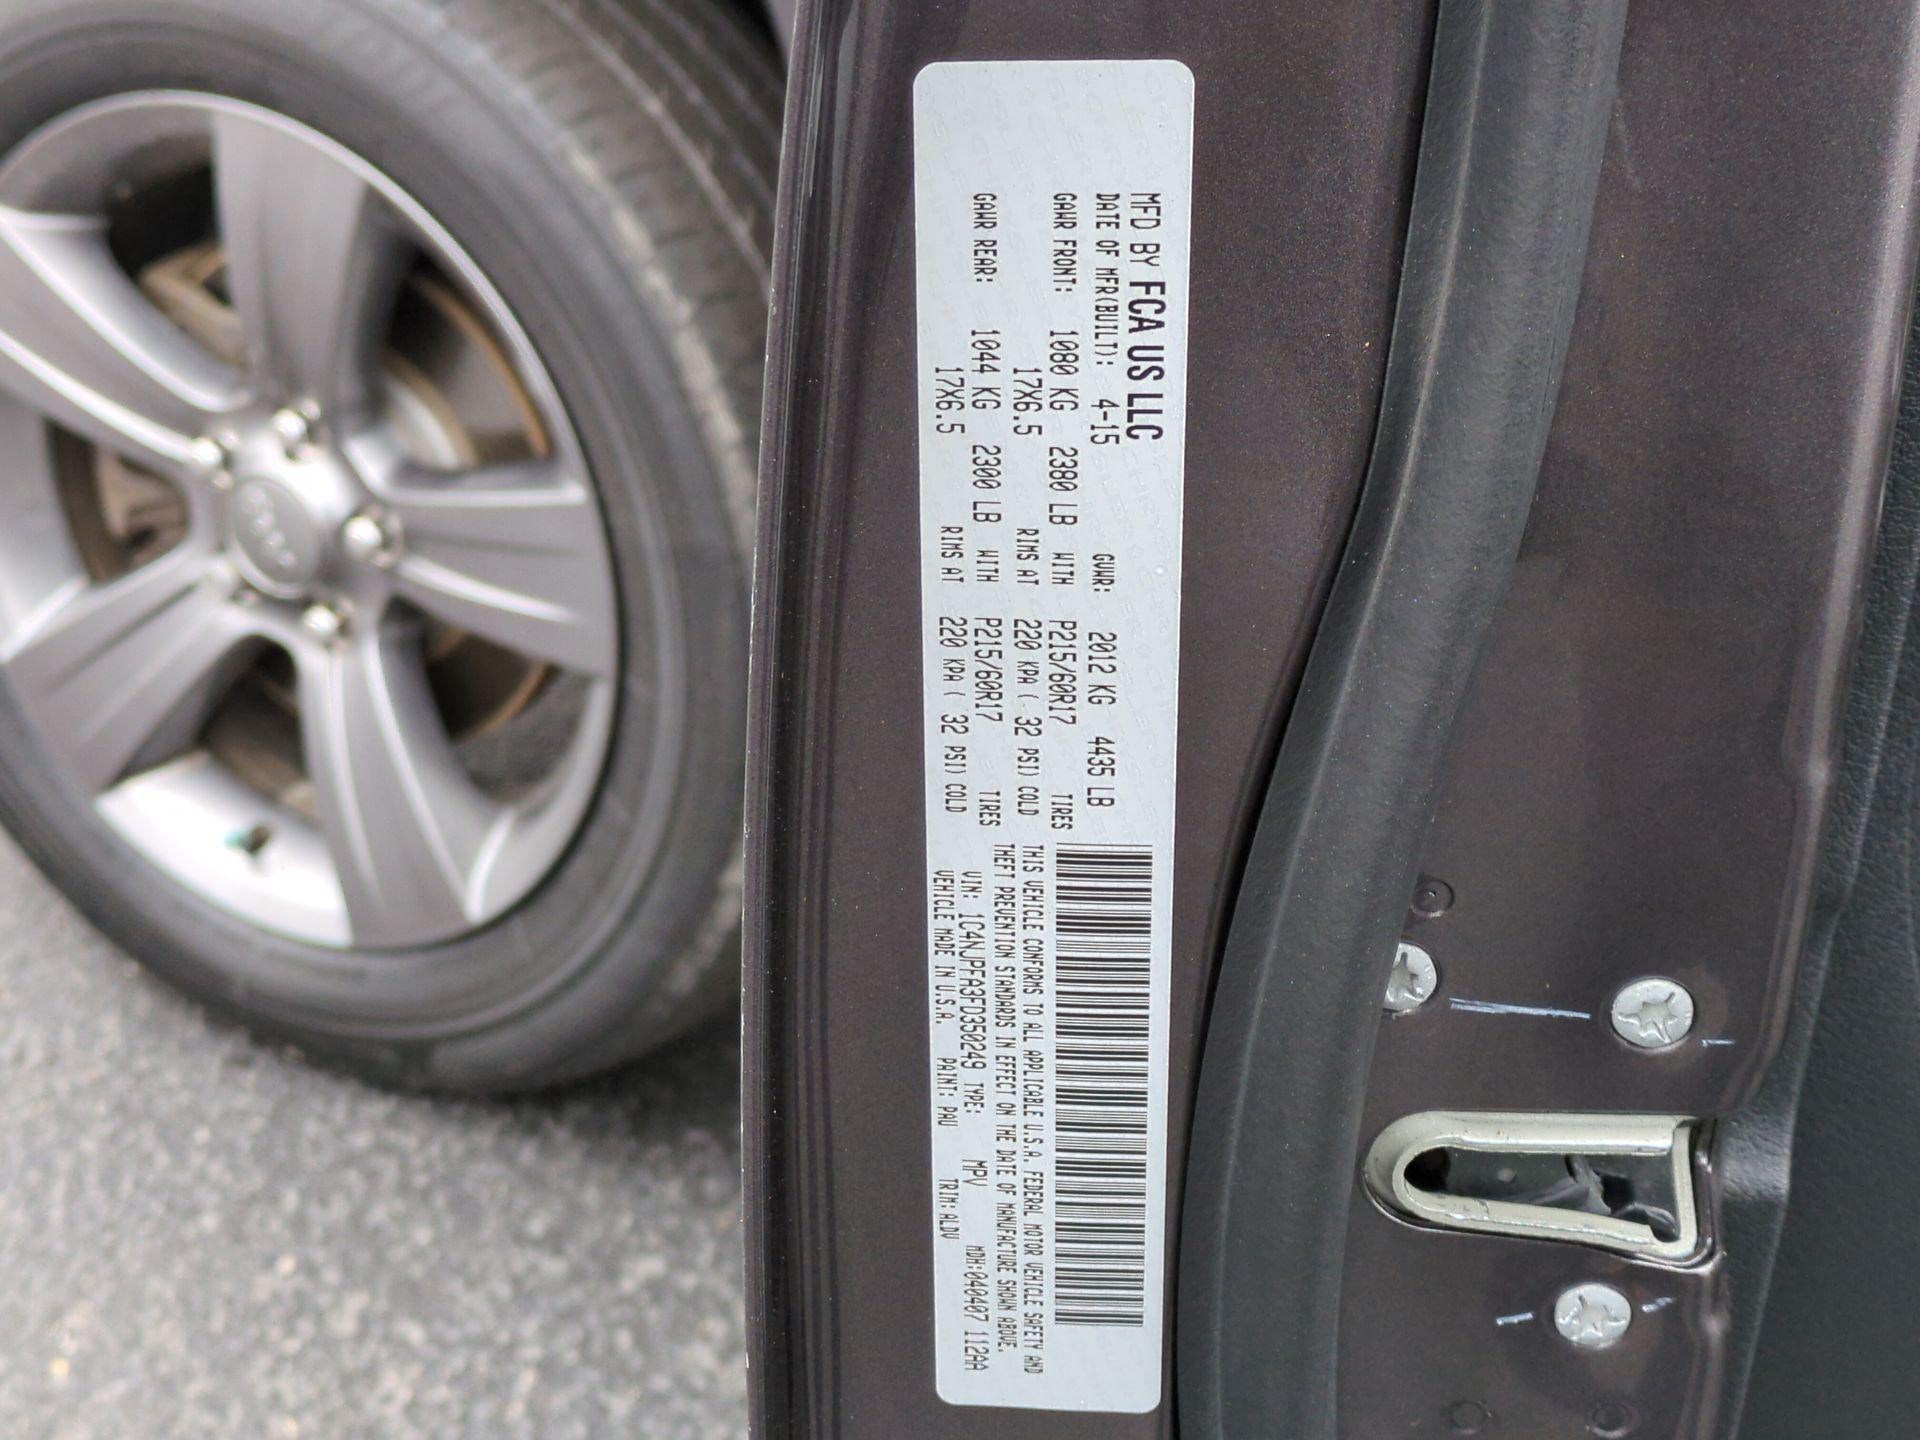 MFD BY FCA US LLC
DATE OF MFR(BUILT): 4-15 GVWR: 2012 KG 4435 LB
GAWR FRONT: 1080 KG 2380 LB WITH P215/60R17 TIRES
17X6.5 RIMS AT 220 KPA ( 32 PSI) COLD
GAWR REAR: 1044 KG 2300 LB WITH P215/60R17 TIRES
17X6.5 RIMS AT 220 KPA ( 32 PSI) COLD
THIS VEHICLE CONFORMS TO ALL APPLICABLE U.S.A. FEDERAL MOTOR VEHICLE SAFETY AND
THEFT PREVENTION STANDARDS IN EFFECT ON THE DATE OF MANUFACTURE SHOWN ABOVE.
VIN: 1C4NJPFA3FD350249 TYPE: MPV MDH:040407 112AA
VEHICLE MADE IN U.S.A. PAINT: PAU TRIM:ALDV
Jeep